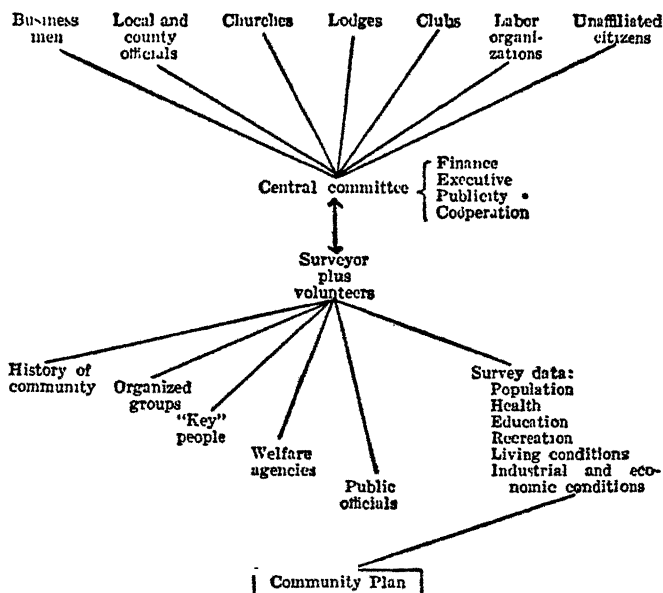 Business
men
Local and
county
officials
Churches
Lodges
Clubs
Labor
organi-
zations
Unaffiliated
citizens
Central committee
Finance
Executive
Publicity
Cooperation
Surveyor
plus
volunteers
History of
community
Organized
groups
"Key"
people
Welfare
agencies
Public
officials
Survey data:
Population
Health
Education
Recreation
Living conditions
Industrial and eco-
nomic conditions
Community Plan